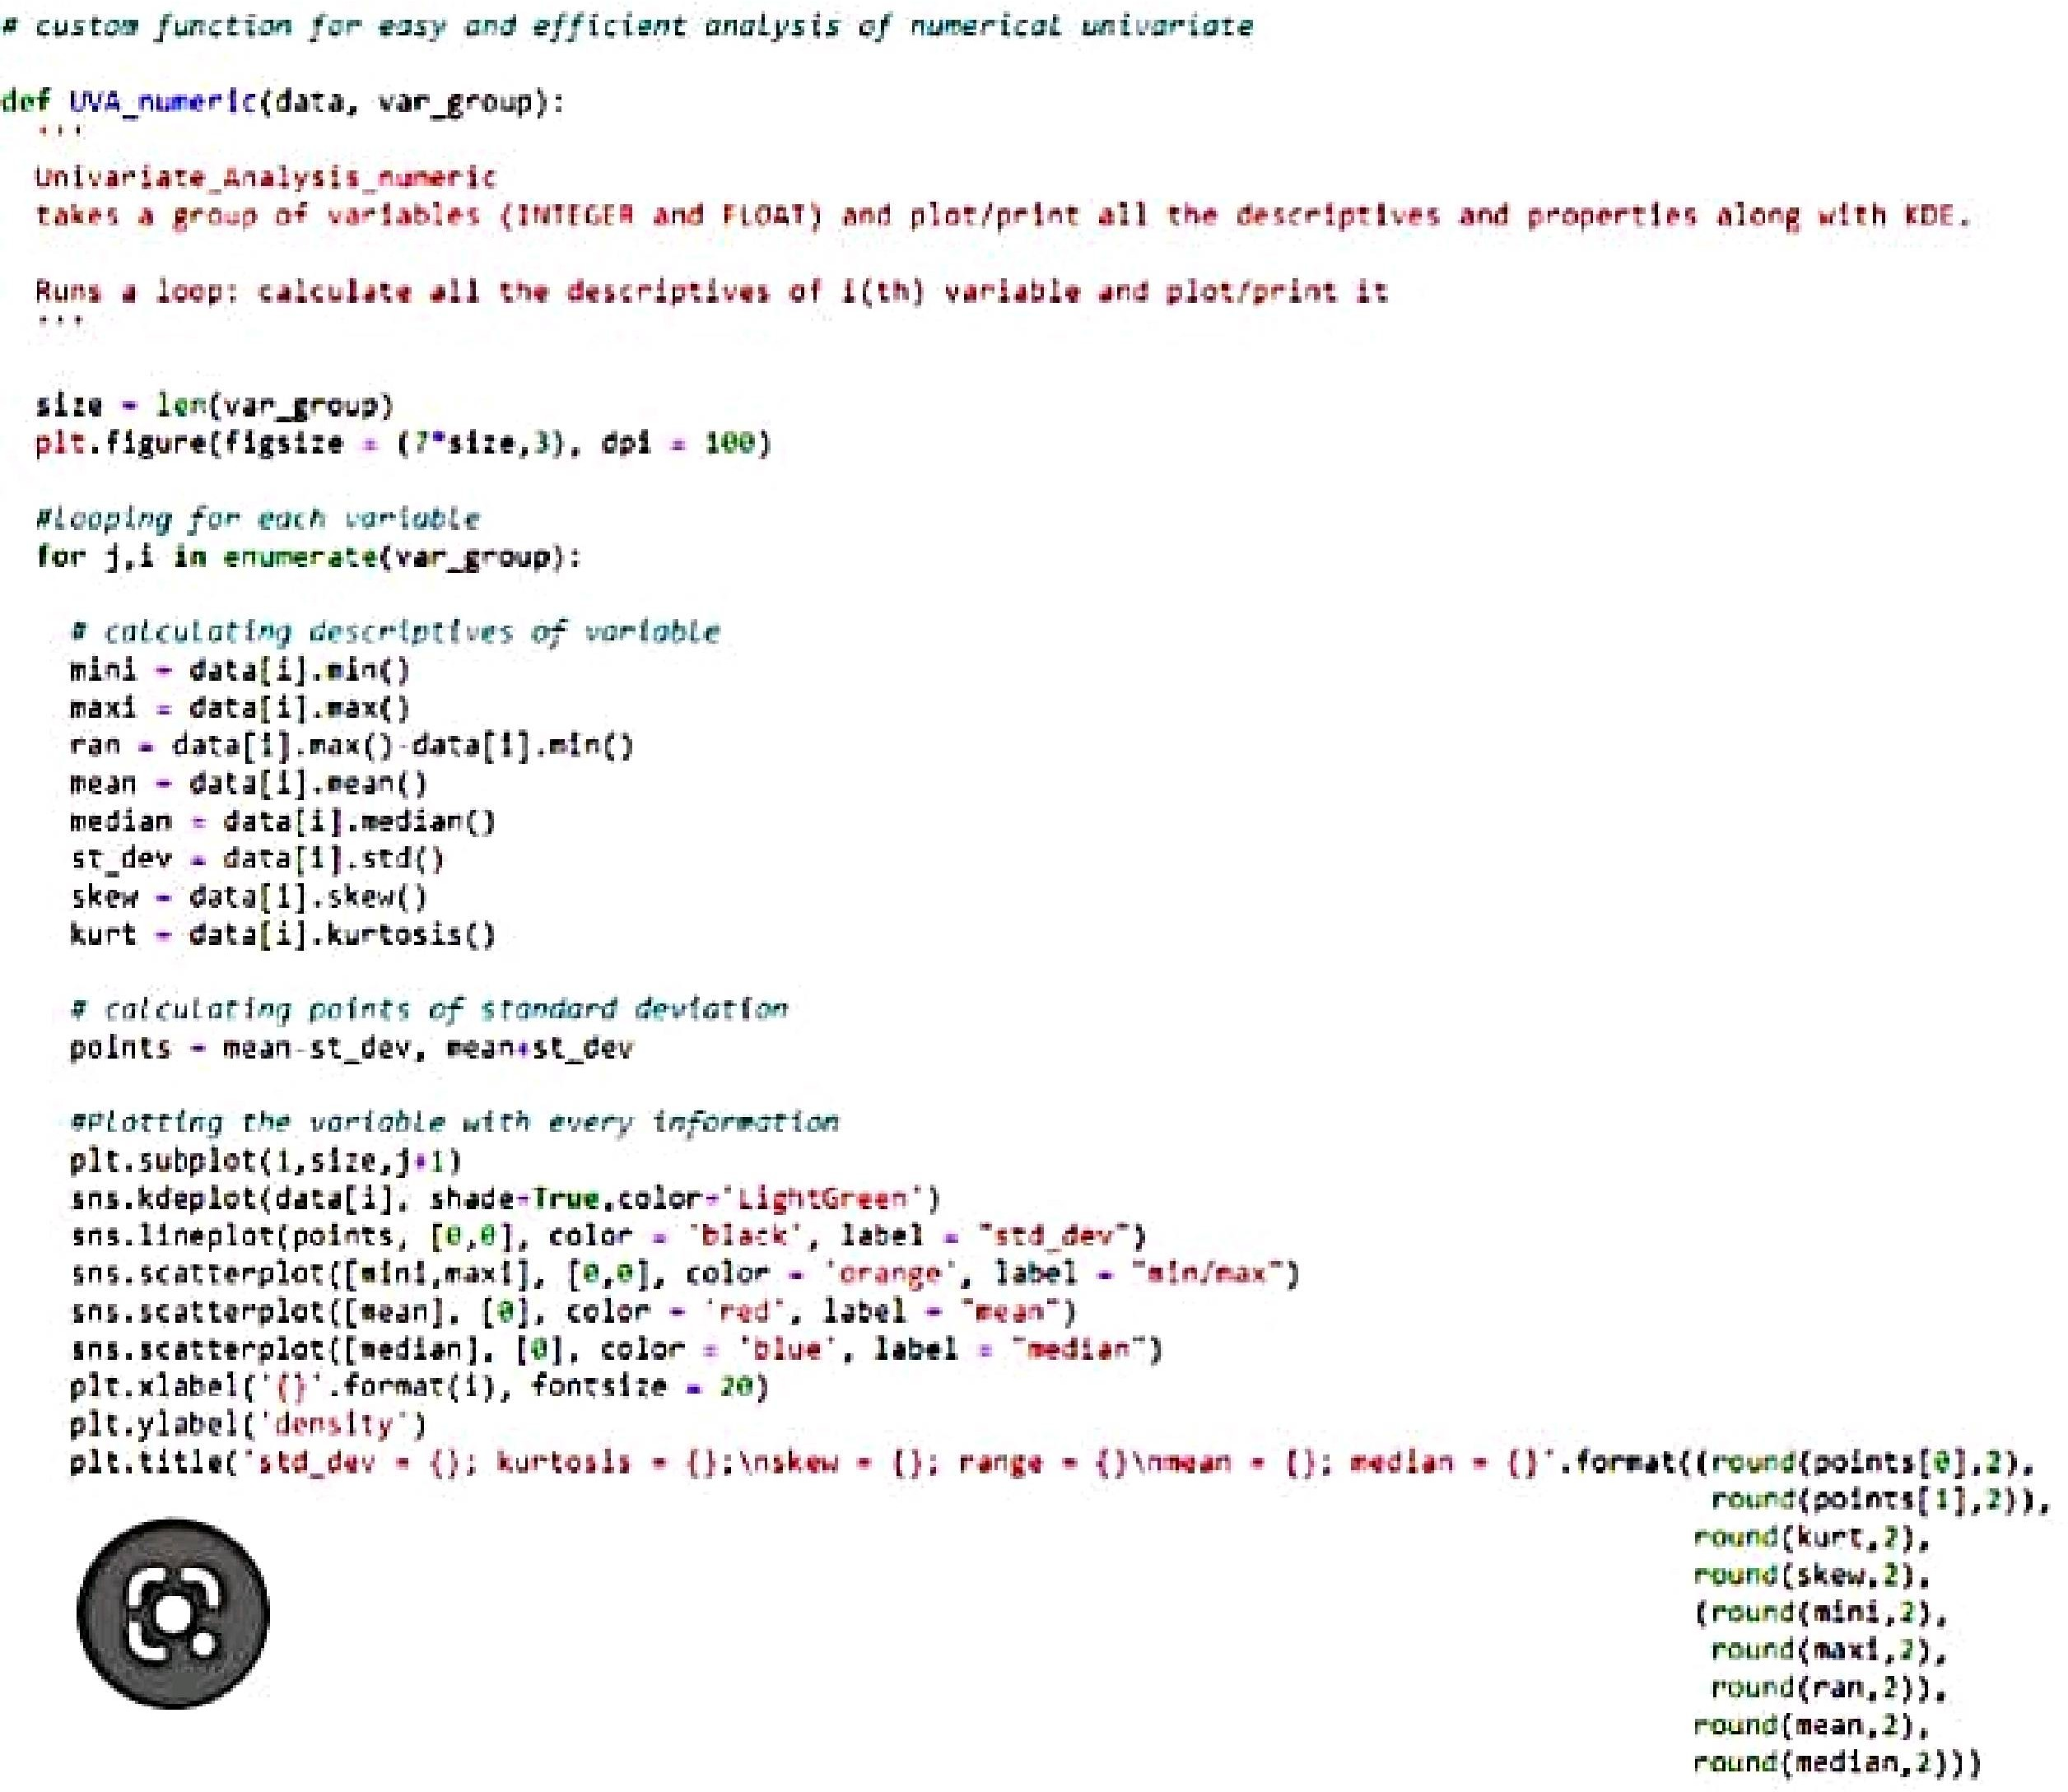 # custom function for easy and efficient analysis of numerical univariate
def UVA_numeric(data, var_group):
'''
Univariate_Analysis_numeric
takes a group of variables (INTEGER and FLOAT) and plot/print all the descriptives and properties along with KDE.
Runs a loop: calculate all the descriptives of i(th) variable and plot/print it
'''
size = len(var_group)
plt.figure(figsize = (7*size,3), dpi = 100)
#Looping for each variable
for j,i in enumerate(var_group):
# calculating descriptives of variable
mini = data[i].min()
maxi = data[i].max()
ran = data[i].max()-data[i].min()
mean = data[i].mean()
median = data[i].median()
st_dev = data[i].std()
skew = data[i].skew()
kurt = data[i].kurtosis()
# calculating points of standard deviation
points = mean-st_dev, mean+st_dev
#Plotting the variable with every information
plt.subplot(1,size,j+1)
sns.kdeplot(data[i], shade=True,color='LightGreen')
sns.lineplot(points, [0,0], color = 'black', label = "std_dev")
sns.scatterplot([mini,maxi], [0,0], color = 'orange', label = "min/max")
sns.scatterplot([mean], [0], color = 'red', label = "mean")
sns.scatterplot([median], [0], color = 'blue', label = "median")
plt.xlabel('{}'.format(i), fontsize = 20)
plt.ylabel('density')
plt.title('std_dev = {}; kurtosis = {};\nskew = {}; range = {}\nmean = {}; median = {}'.format((round(points[0],2),
round(points[1],2)),
round(kurt,2),
round(skew,2),
(round(mini,2),
round(maxi,2),
round(ran,2)),
round(mean,2),
round(median,2)))